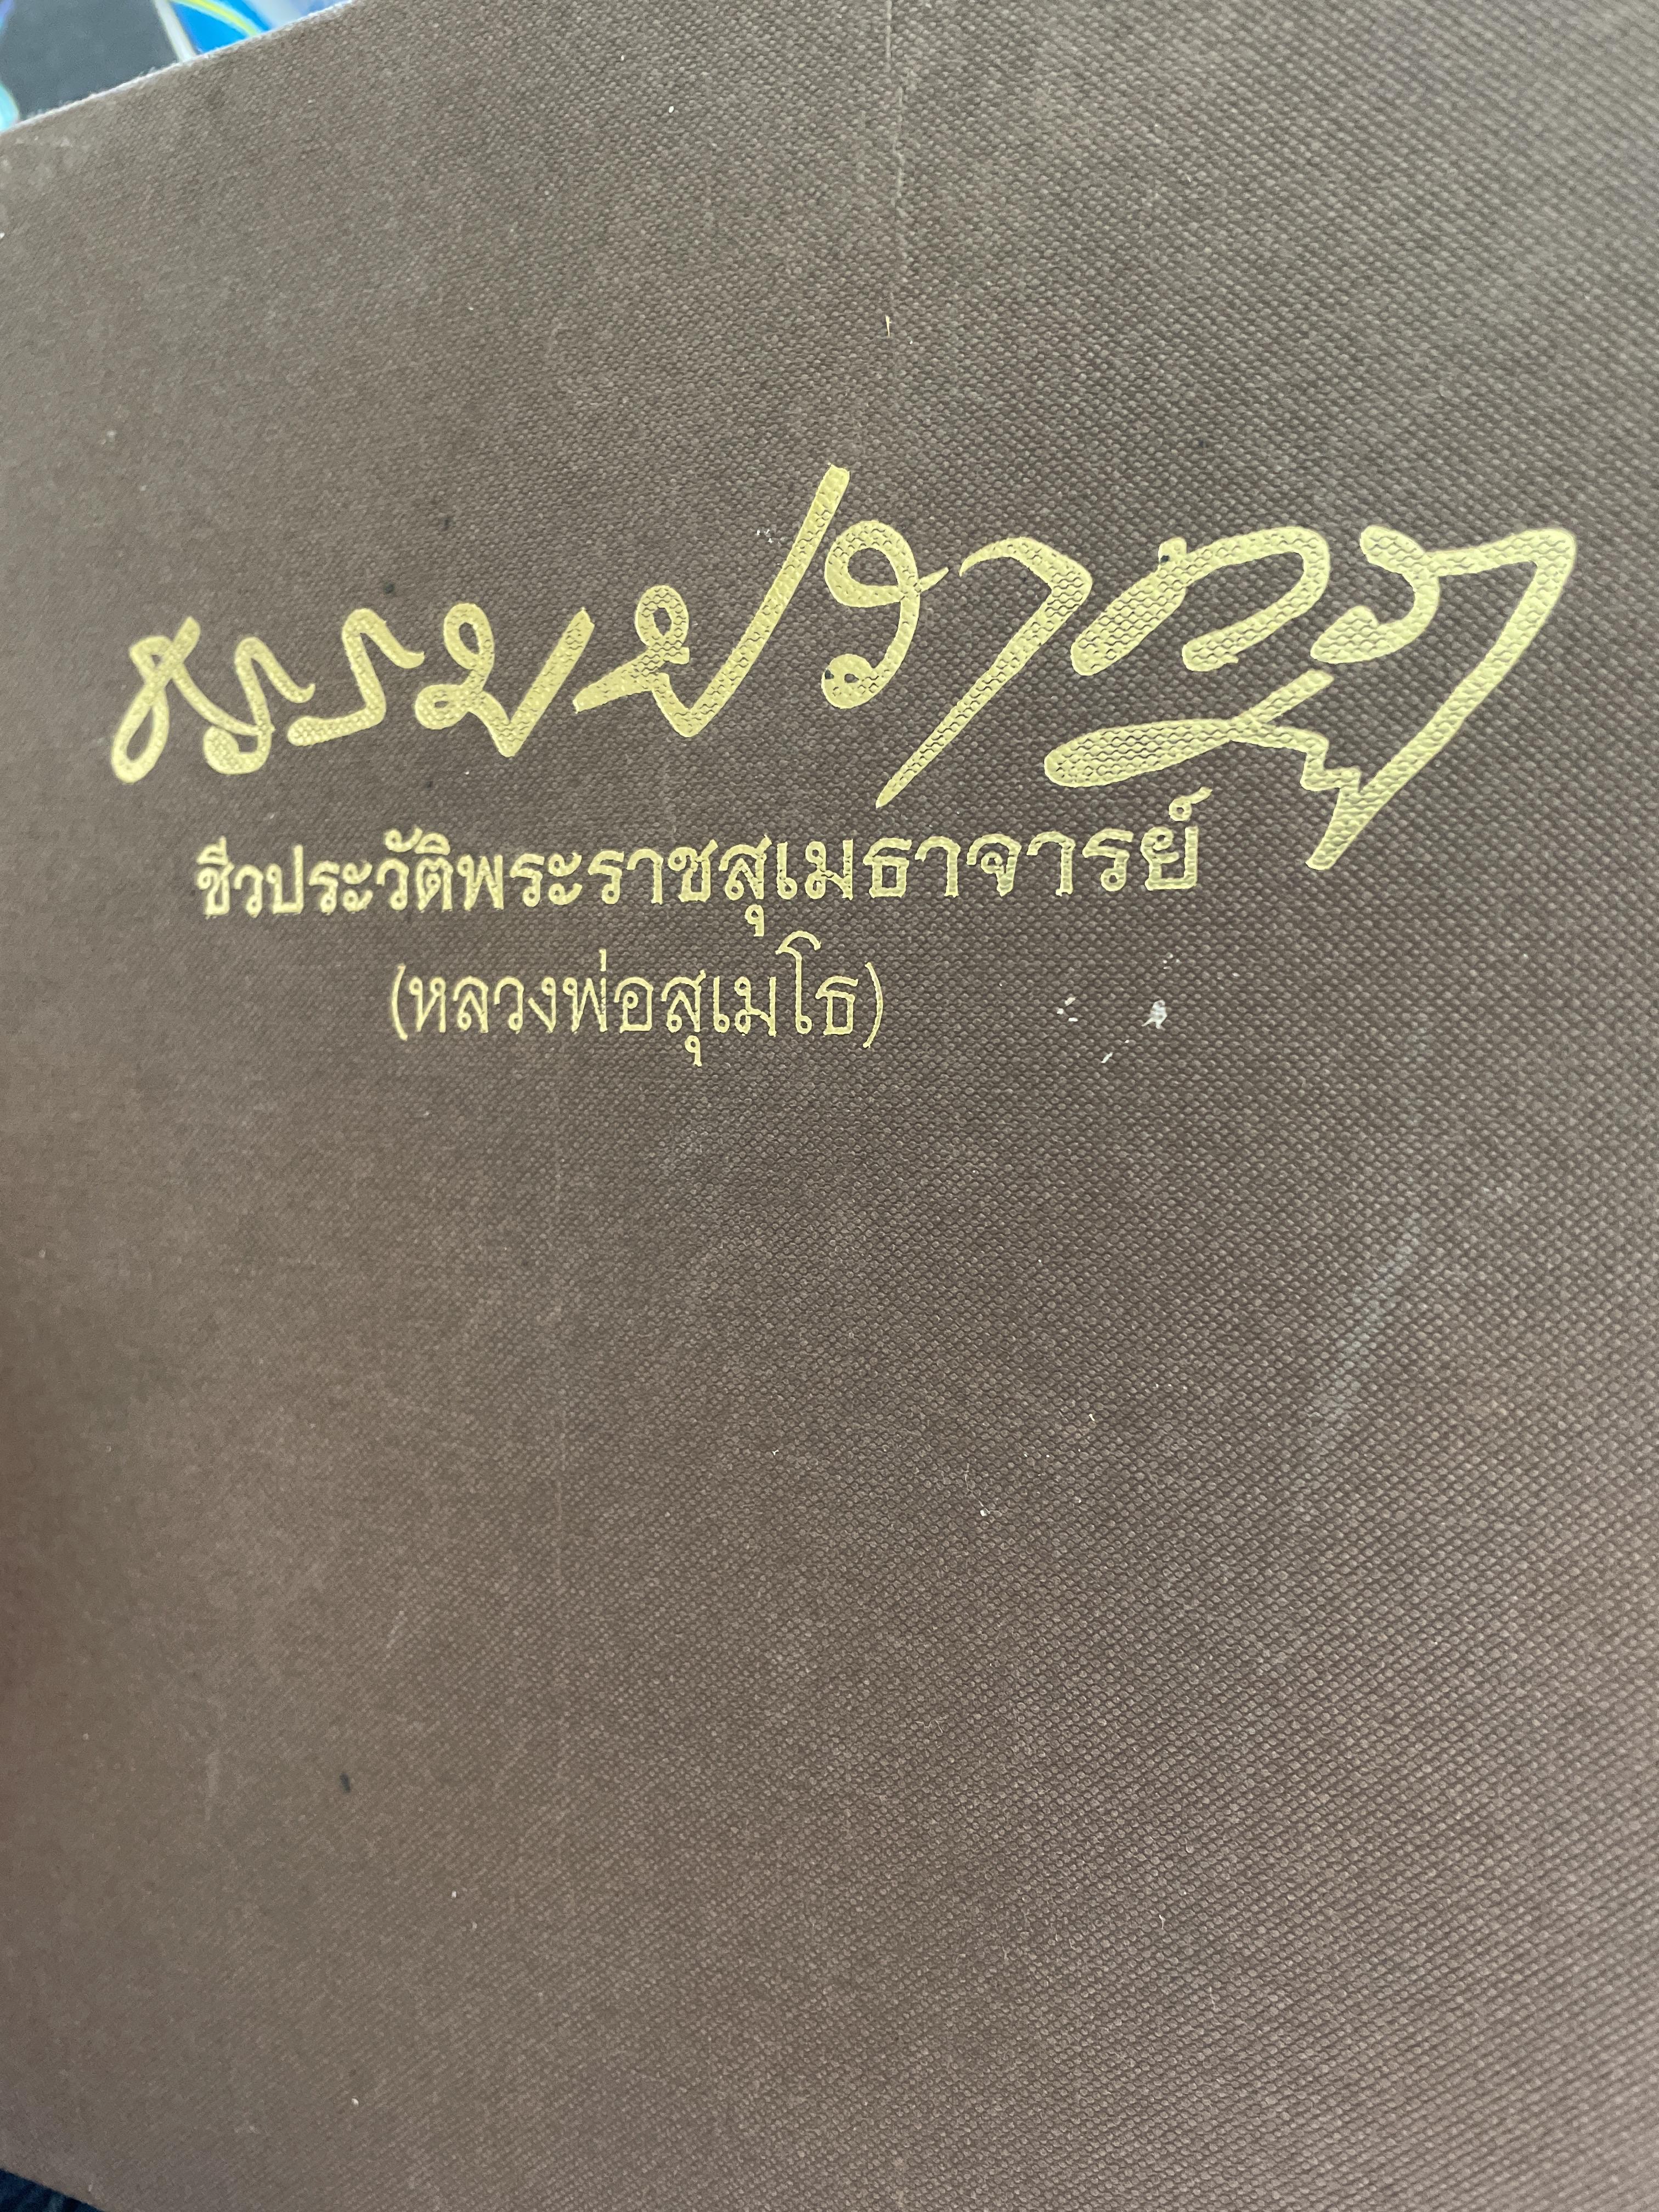 ธรรมปรากฏ
ชีวประวัติพระราชสุเมธาจารย์
(หลวงพ่อสุเมโธ)